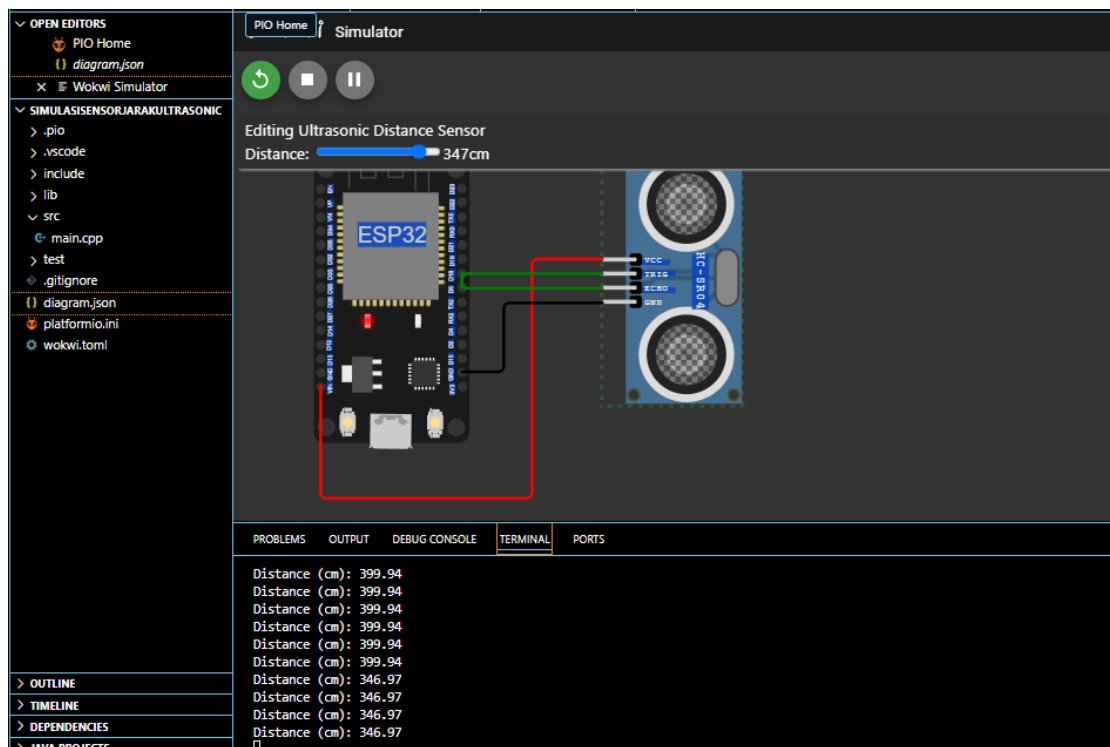 OPEN EDITORS
PIO Home
{} diagram.json
Wokwi Simulator
SIMULASISENSORJARAKULTRASONIC
.pio
.vscode
include
lib
src
main.cpp
test
.gitignore
{} diagram.json
platformio.ini
wokwi.toml
OUTLINE
TIMELINE
DEPENDENCIES
JAVA PROJECTS
PIO Home
Simulator
Editing Ultrasonic Distance Sensor
Distance: 347cm
ESP32
VCC
TRIG
ECHO
GND
HC-SR04
PROBLEMS OUTPUT DEBUG CONSOLE TERMINAL PORTS
Distance (cm): 399.94
Distance (cm): 399.94
Distance (cm): 399.94
Distance (cm): 399.94
Distance (cm): 399.94
Distance (cm): 399.94
Distance (cm): 346.97
Distance (cm): 346.97
Distance (cm): 346.97
Distance (cm): 346.97